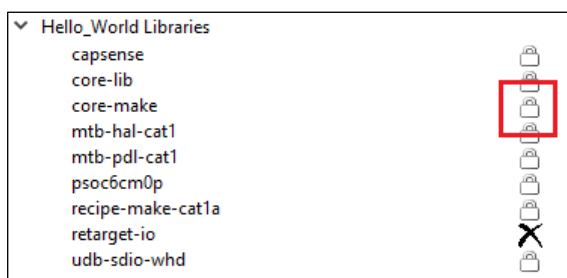 Hello_World Libraries
capsense
core-lib
core-make
mtb-hal-cat1
mtb-pdl-cat1
psoc6cm0p
recipe-make-cat1a
retarget-io
udb-sdio-whd